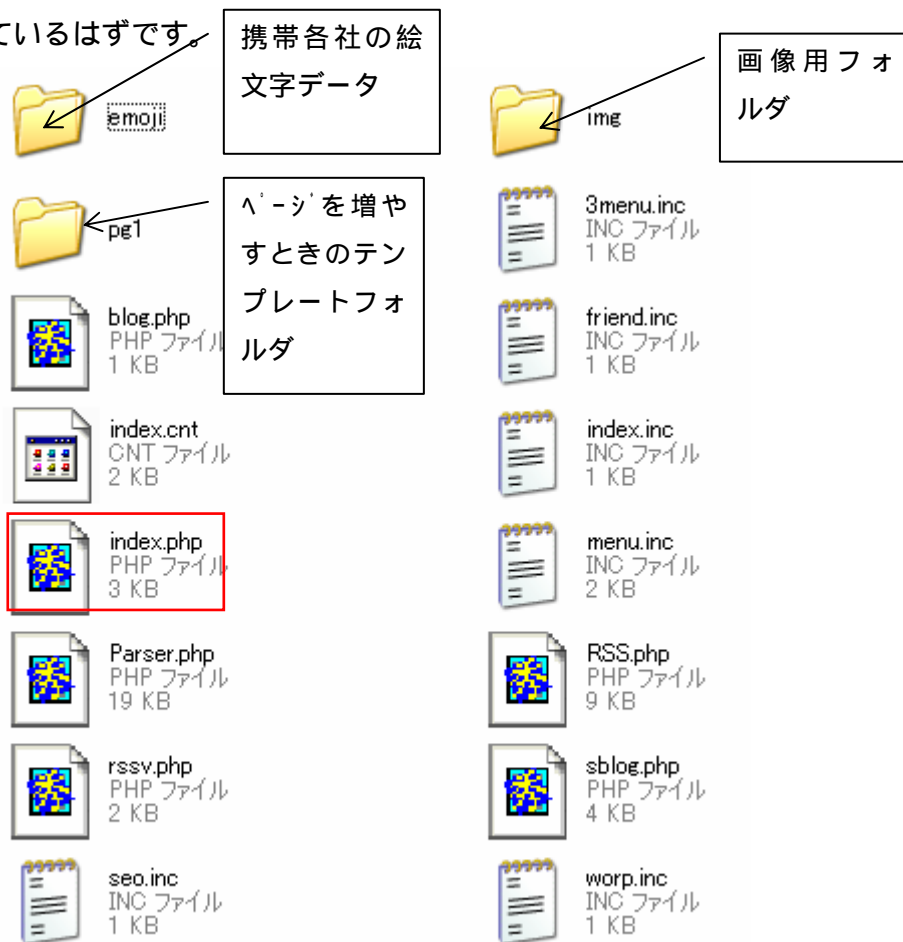 ているはずです。
携帯各社の絵
文字データ
画像用フォ
ルダ
emoji
img
ﾍﾟｰｼﾞを増や
すときのテン
プレートフォ
ルダ
pg1
3menu.inc
INC ファイル
1 KB
blog.php
PHP ファイル
1 KB
friend.inc
INC ファイル
1 KB
index.cnt
CNT ファイル
2 KB
index.inc
INC ファイル
1 KB
index.php
PHP ファイル
3 KB
menu.inc
INC ファイル
2 KB
Parser.php
PHP ファイル
19 KB
RSS.php
PHP ファイル
9 KB
rssv.php
PHP ファイル
2 KB
sblog.php
PHP ファイル
4 KB
seo.inc
INC ファイル
1 KB
worp.inc
INC ファイル
1 KB